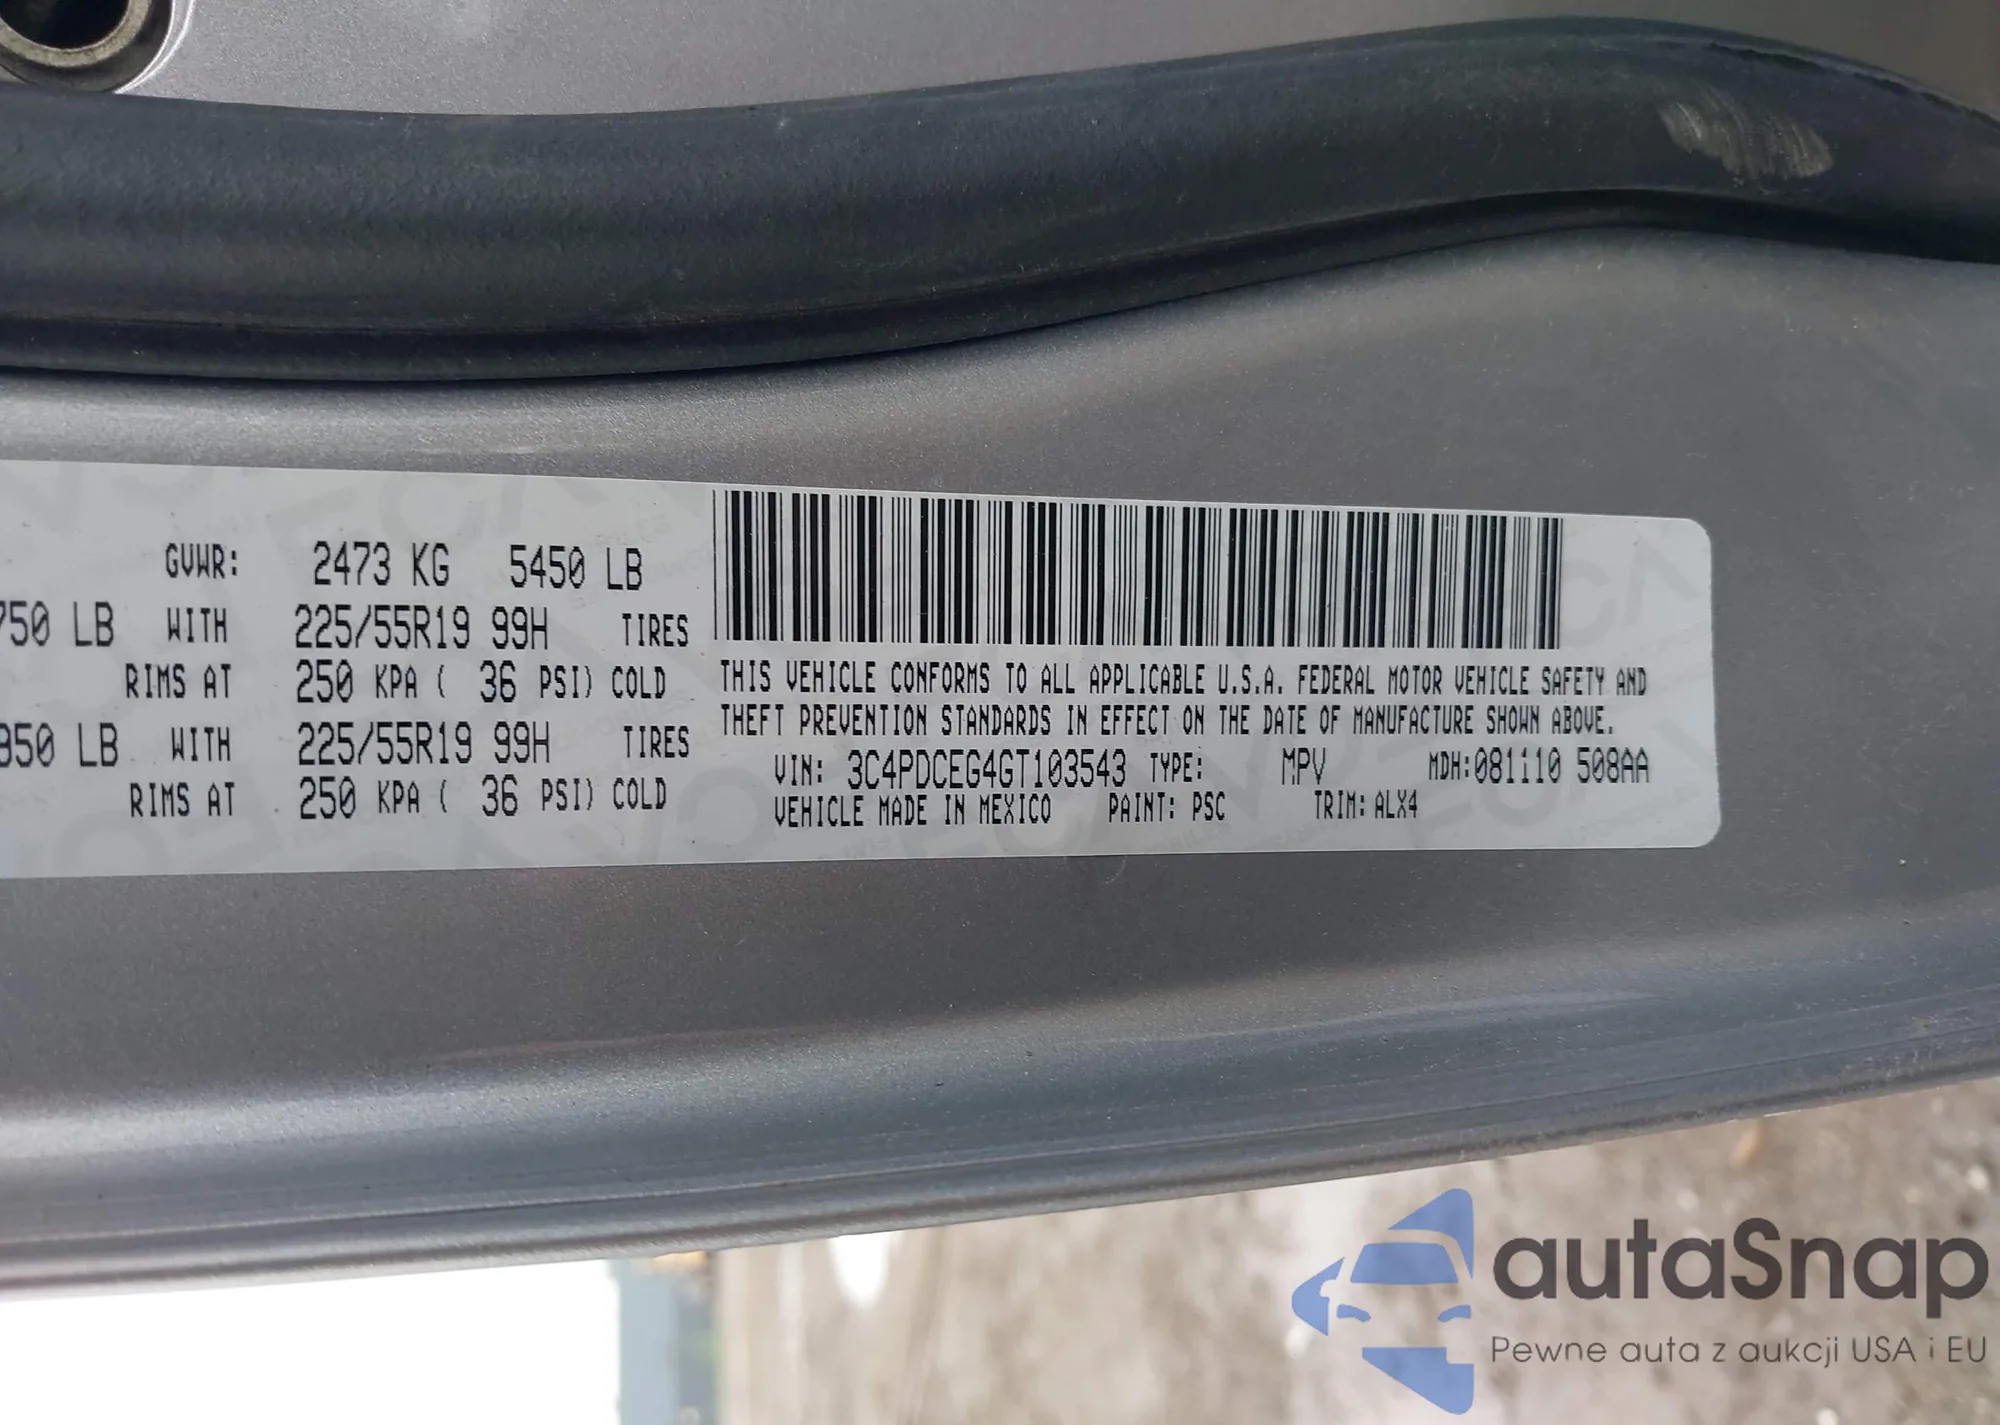 GVWR: 2473 KG 5450 LB
750 LB WITH 225/55R19 99H TIRES
RIMS AT 250 KPA ( 36 PSI) COLD
950 LB WITH 225/55R19 99H TIRES
RIMS AT 250 KPA ( 36 PSI) COLD
THIS VEHICLE CONFORMS TO ALL APPLICABLE U.S.A. FEDERAL MOTOR VEHICLE SAFETY AND
THEFT PREVENTION STANDARDS IN EFFECT ON THE DATE OF MANUFACTURE SHOWN ABOVE.
VIN: 3C4PDCEG4GT103543 TYPE: MPV MDH:081110 508AA
VEHICLE MADE IN MEXICO PAINT: PSC TRIM: ALX4
autaSnap
Pewne auta z aukcji USA i EU